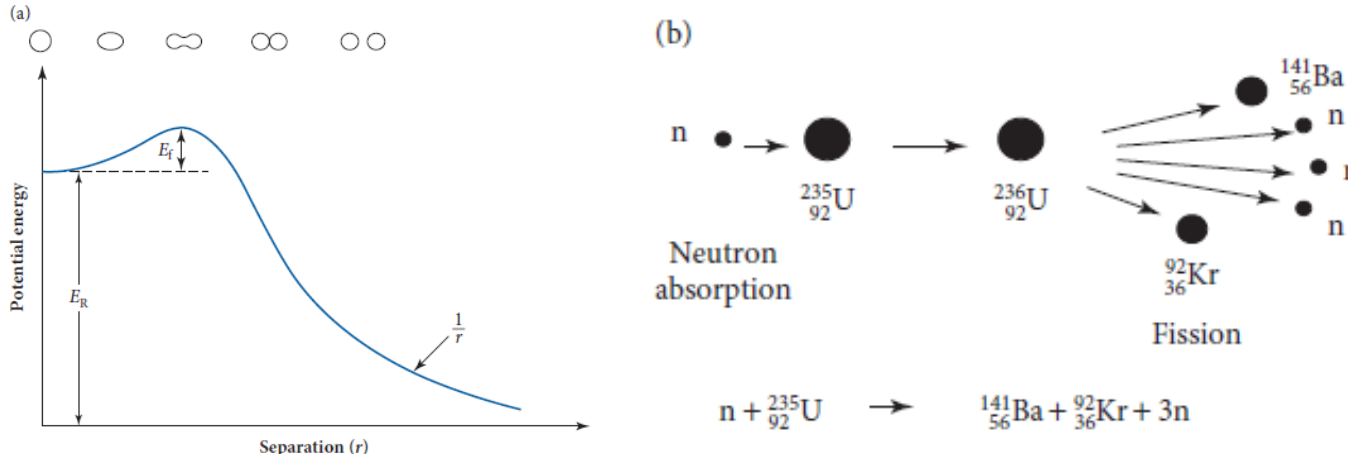 (a)
Potential energy
E_f
E_R
1/r
Separation (r)
(b)
n
^{235}_{92}U
^{236}_{92}U
^{141}_{56}Ba
n
n
^{92}_{36}Kr
Neutron
absorption
Fission
n + ^{235}_{92}U → ^{141}_{56}Ba + ^{92}_{36}Kr + 3n